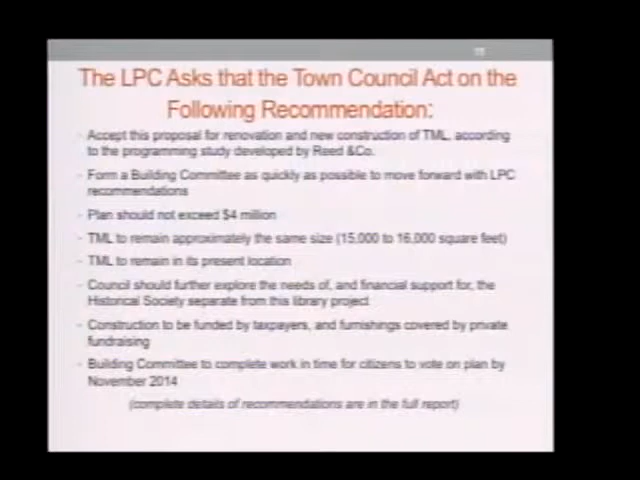 The LPC Asks that the Town Council Act on the
Following Recommendation:
- Accept this proposal for renovation and new construction of TML, according
to the programming study developed by Reed &Co.
- Form a Building Committee as quickly as possible to move forward with LPC
recommendations
- Plan should not exceed $4 million
- TML to remain approximately the same size (15,000 to 16,000 square feet)
- TML to remain in its present location
- Council should further explore the needs of, and financial support for, the
Historical Society separate from this library project
- Construction to be funded by taxpayers, and furnishings covered by private
fundraising
- Building Committee to complete work in time for citizens to vote on plan by
November 2014
(complete details of recommendations are in the full report)